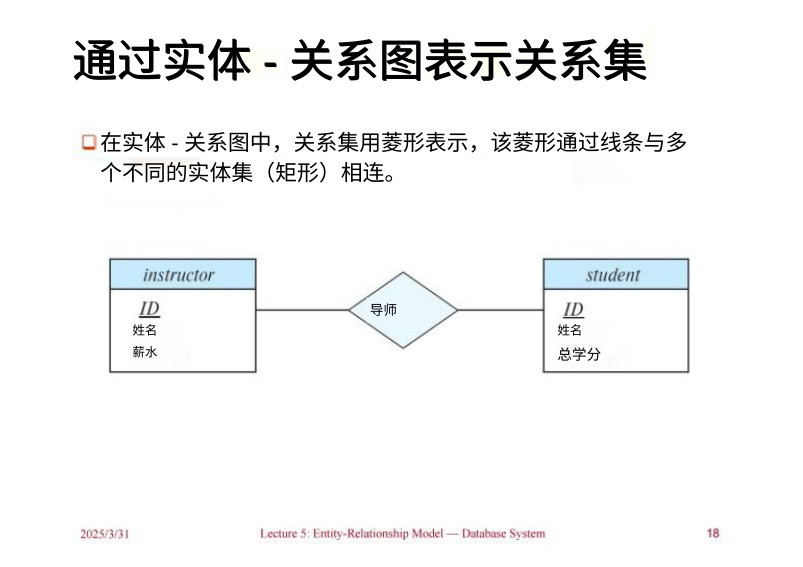 通过实体 - 关系图表示关系集
在实体 - 关系图中，关系集用菱形表示，该菱形通过线条与多
个不同的实体集（矩形）相连。
instructor
ID
姓名
薪水
导师
student
ID
姓名
总学分
2025/3/31
Lecture 5: Entity-Relationship Model — Database System
18